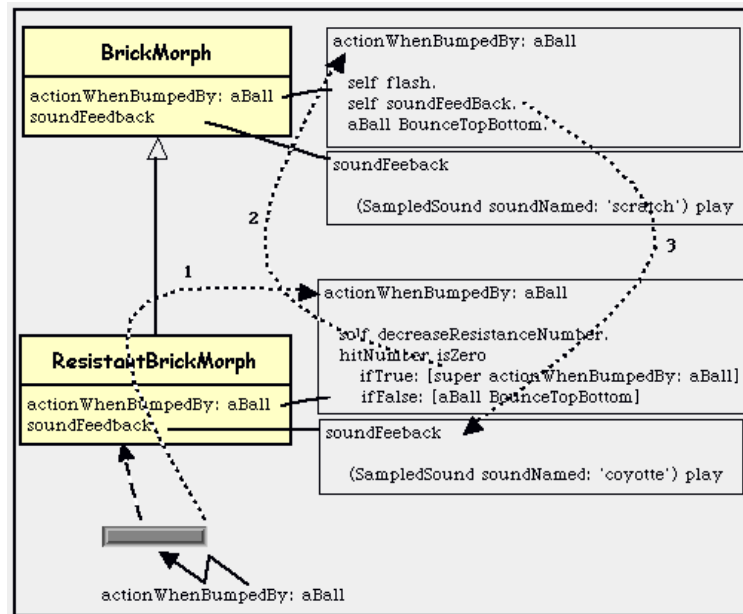 BrickMorph
actionWhenBumpedBy: aBall
soundFeedback
actionWhenBumpedBy: aBall
self flash.
self soundFeedBack.
aBall BounceTopBottom.
soundFeeback
(SampledSound soundNamed: 'scratch') play
2
3
1
ResistantBrickMorph
actionWhenBumpedBy: aBall
soundFeedback
actionWhenBumpedBy: aBall
self decreaseResistanceNumber.
hitNumber isZero
ifTrue: [super actionWhenBumpedBy: aBall]
ifFalse: [aBall BounceTopBottom]
soundFeeback
(SampledSound soundNamed: 'coyotte') play
actionWhenBumpedBy: aBall